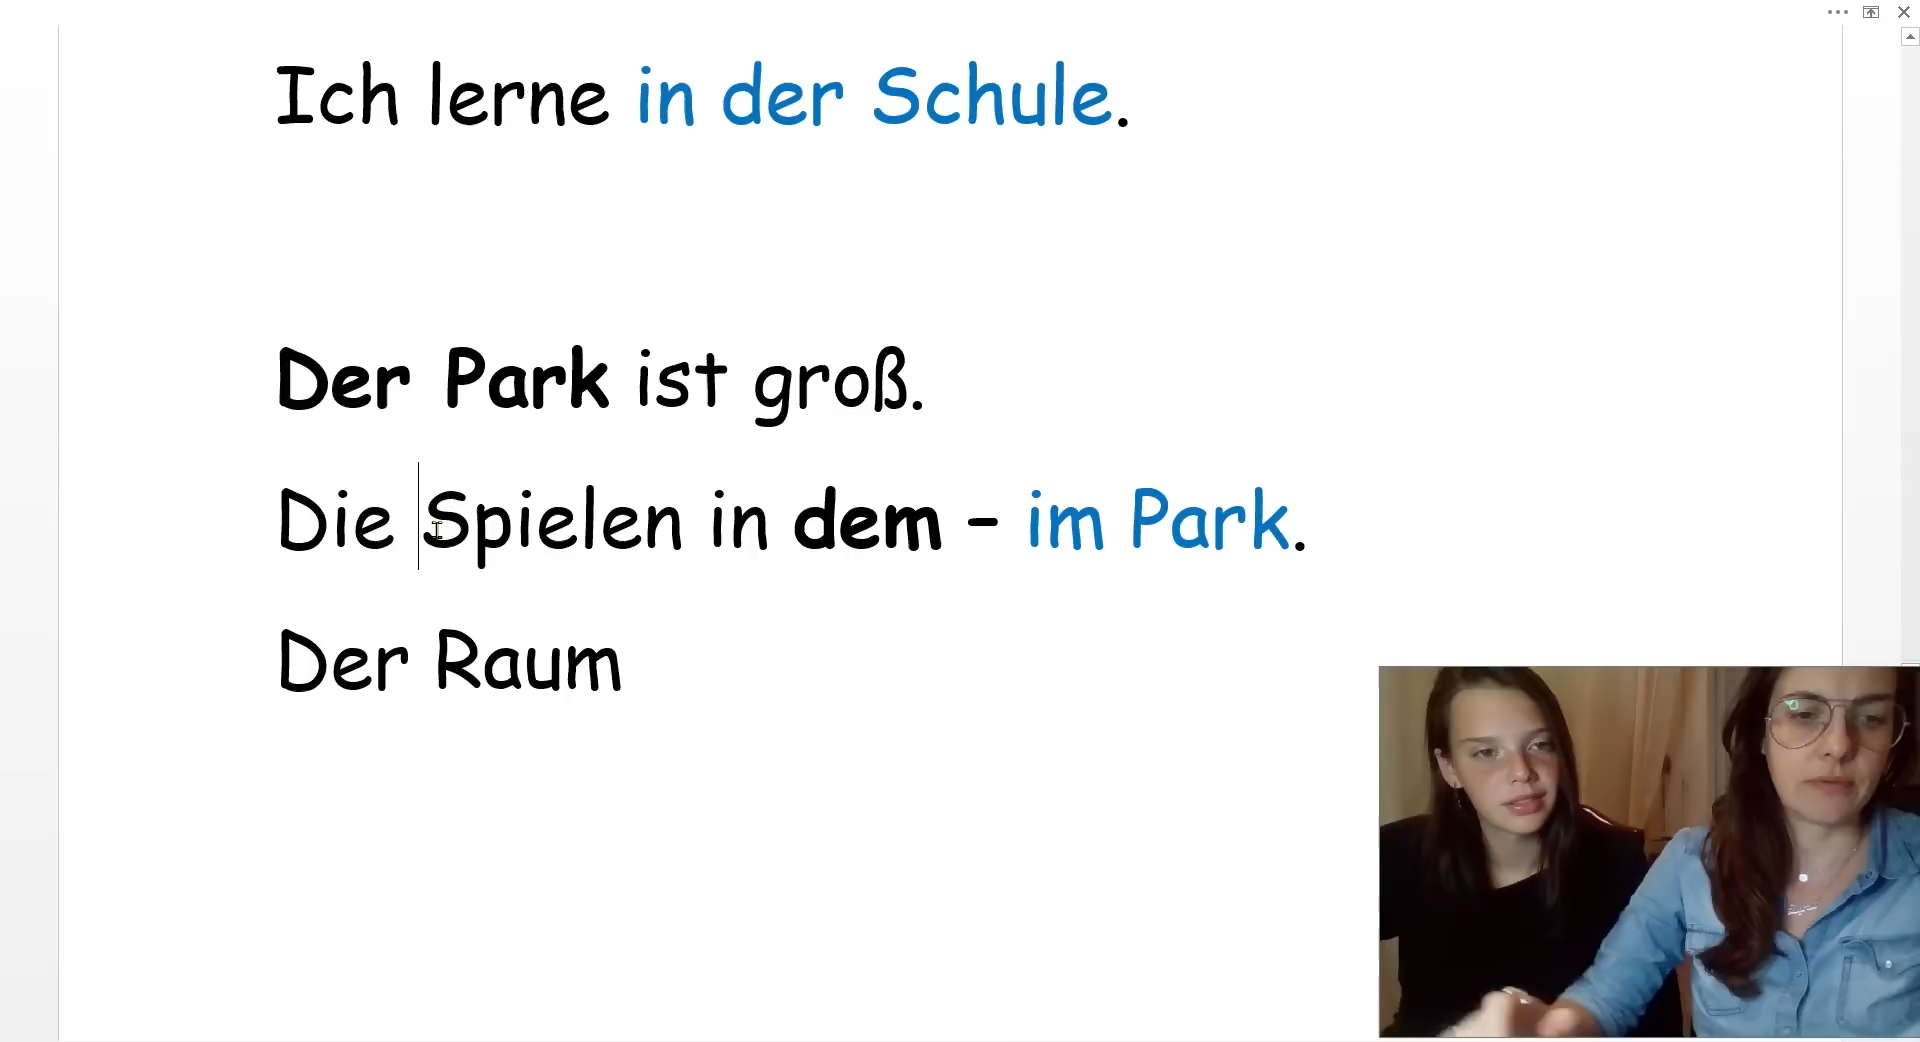 Ich lerne in der Schule.
Der Park ist groß.
Die Spielen in dem – im Park.
Der Raum